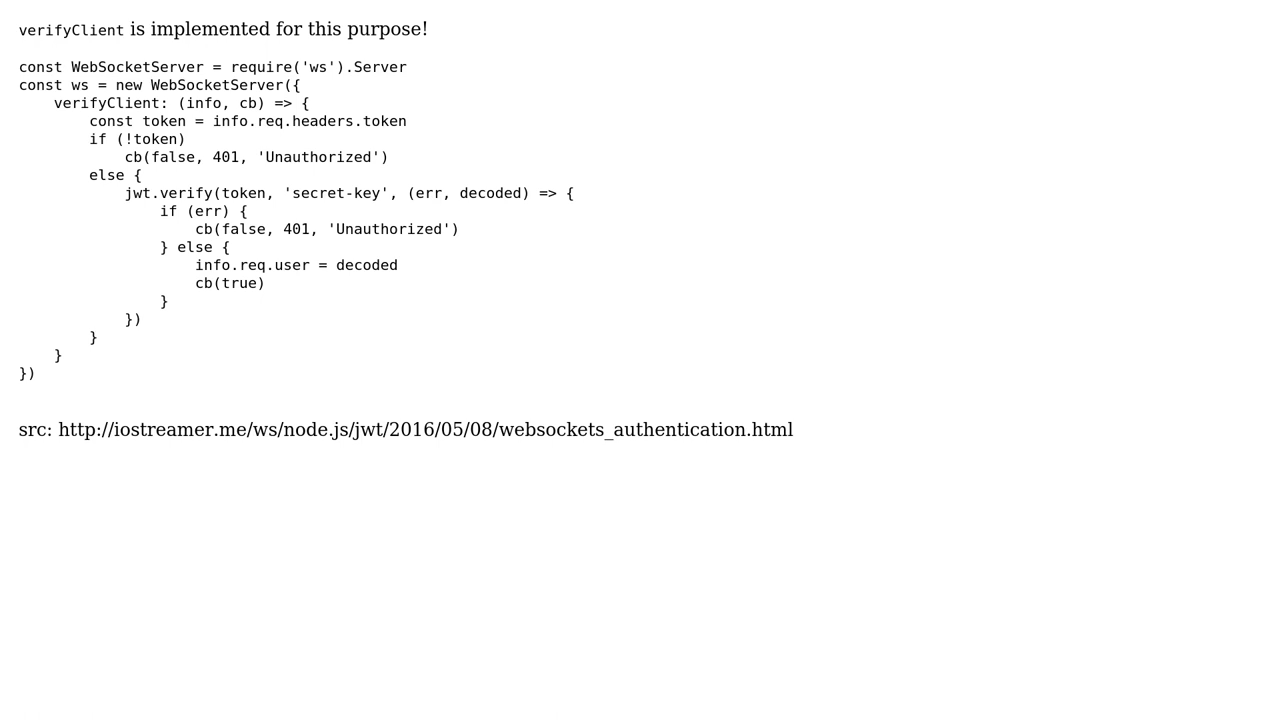 verifyClient is implemented for this purpose!
const WebSocketServer = require('ws').Server
const ws = new WebSocketServer({
    verifyClient: (info, cb) => {
        const token = info.req.headers.token
        if (!token)
            cb(false, 401, 'Unauthorized')
        else {
            jwt.verify(token, 'secret-key', (err, decoded) => {
                if (err) {
                    cb(false, 401, 'Unauthorized')
                } else {
                    info.req.user = decoded
                    cb(true)
                }
            })
        }
    }
})
src: http://iostreamer.me/ws/node.js/jwt/2016/05/08/websockets_authentication.html